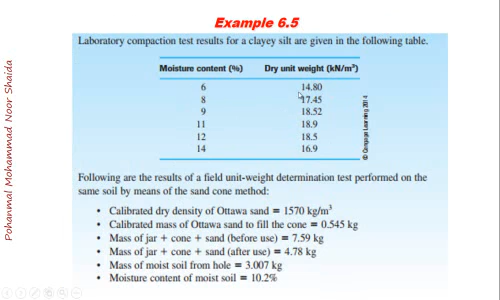 Example 6.5
Pohanmal Mohammad Noor Shaida
Laboratory compaction test results for a clayey silt are given in the following table.
Moisture content (%) Dry unit weight (kN/m³)
6 14.80
8 17.45
9 18.52
11 18.9
12 18.5
14 16.9
© Cengage Learning 2014
Following are the results of a field unit-weight determination test performed on the
same soil by means of the sand cone method:
• Calibrated dry density of Ottawa sand = 1570 kg/m³
• Calibrated mass of Ottawa sand to fill the cone = 0.545 kg
• Mass of jar + cone + sand (before use) = 7.59 kg
• Mass of jar + cone + sand (after use) = 4.78 kg
• Mass of moist soil from hole = 3.007 kg
• Moisture content of moist soil = 10.2%